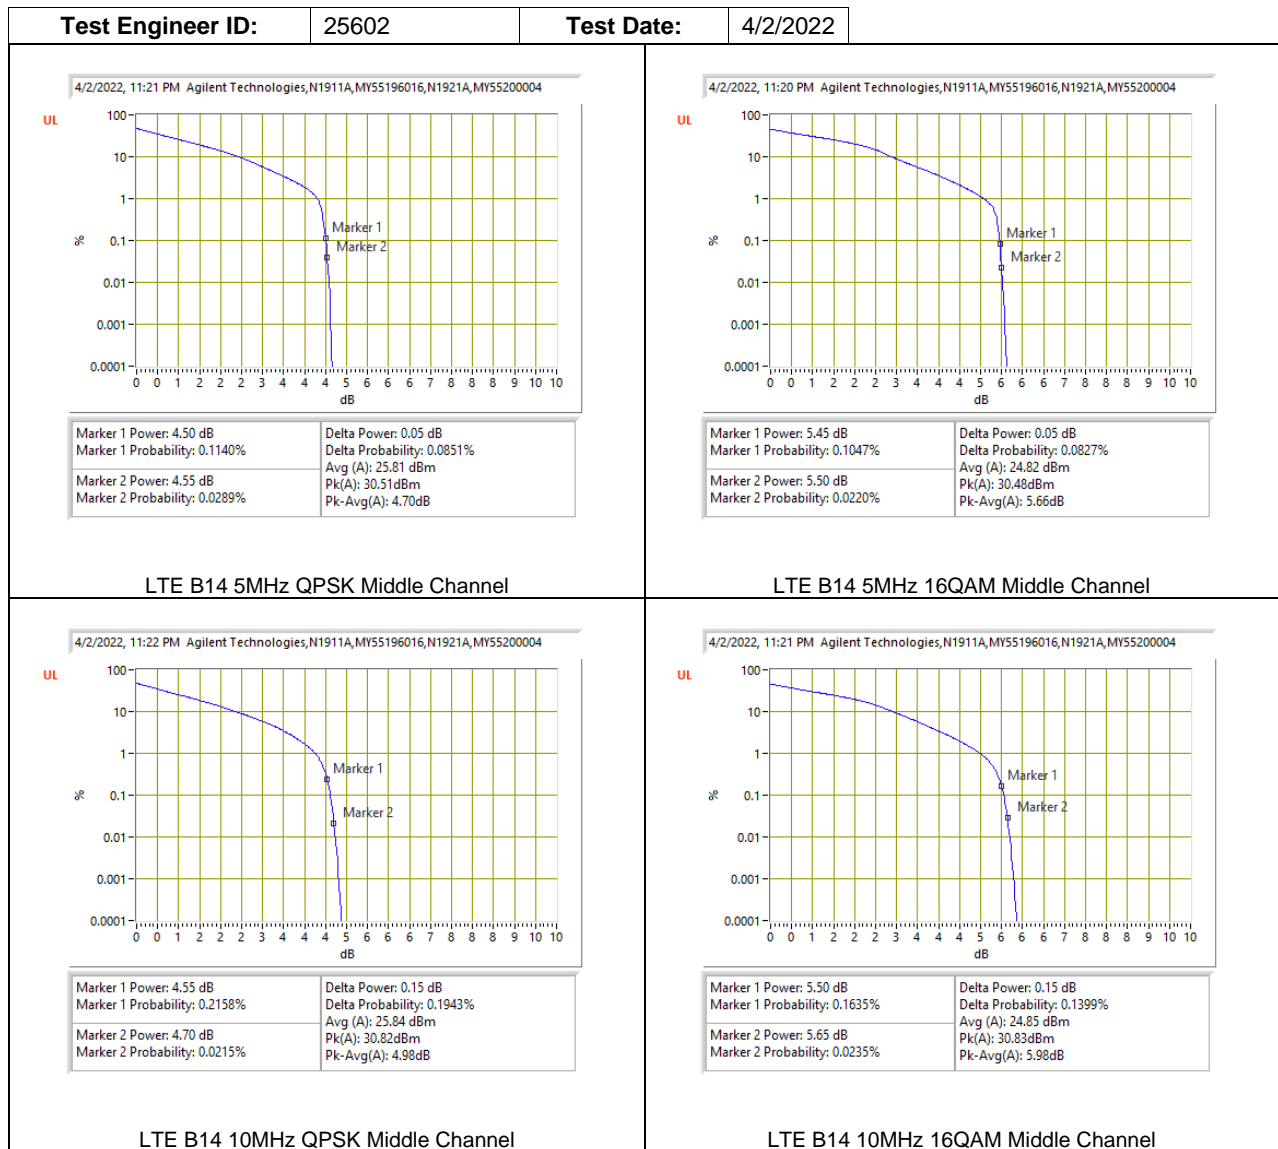 Test Engineer ID: 25602 Test Date: 4/2/2022
4/2/2022, 11:21 PM Agilent Technologies,N1911A,MY55196016,N1921A,MY55200004
UL
100
10
1
0.1
0.01
0.001
0.0001
%
Marker 1
Marker 2
0 0 1 2 2 3 4 4 4 5 6 6 7 7 8 8 9 9 10 10
dB
Marker 1 Power: 4.50 dB
Marker 1 Probability: 0.1140%
Marker 2 Power: 4.55 dB
Marker 2 Probability: 0.0289%
Delta Power: 0.05 dB
Delta Probability: 0.0851%
Avg (A): 25.81 dBm
Pk(A): 30.51dBm
Pk-Avg(A): 4.70dB
LTE B14 5MHz QPSK Middle Channel
4/2/2022, 11:20 PM Agilent Technologies,N1911A,MY55196016,N1921A,MY55200004
UL
100
10
1
0.1
0.01
0.001
0.0001
%
Marker 1
Marker 2
0 0 1 2 2 2 3 4 4 5 5 6 6 7 8 8 8 9 10 10
dB
Marker 1 Power: 5.45 dB
Marker 1 Probability: 0.1047%
Marker 2 Power: 5.50 dB
Marker 2 Probability: 0.0220%
Delta Power: 0.05 dB
Delta Probability: 0.0827%
Avg (A): 24.82 dBm
Pk(A): 30.48dBm
Pk-Avg(A): 5.66dB
LTE B14 5MHz 16QAM Middle Channel
4/2/2022, 11:22 PM Agilent Technologies,N1911A,MY55196016,N1921A,MY55200004
UL
100
10
1
0.1
0.01
0.001
0.0001
%
Marker 1
Marker 2
0 0 1 2 2 2 3 4 4 4 5 6 6 6 7 8 8 8 9 10 10
dB
Marker 1 Power: 4.55 dB
Marker 1 Probability: 0.2158%
Marker 2 Power: 4.70 dB
Marker 2 Probability: 0.0215%
Delta Power: 0.15 dB
Delta Probability: 0.1943%
Avg (A): 25.84 dBm
Pk(A): 30.82dBm
Pk-Avg(A): 4.98dB
LTE B14 10MHz QPSK Middle Channel
4/2/2022, 11:21 PM Agilent Technologies,N1911A,MY55196016,N1921A,MY55200004
UL
100
10
1
0.1
0.01
0.001
0.0001
%
Marker 1
Marker 2
0 0 1 2 2 2 3 4 4 4 5 6 6 6 7 8 8 8 9 10 10
dB
Marker 1 Power: 5.50 dB
Marker 1 Probability: 0.1635%
Marker 2 Power: 5.65 dB
Marker 2 Probability: 0.0235%
Delta Power: 0.15 dB
Delta Probability: 0.1399%
Avg (A): 24.85 dBm
Pk(A): 30.83dBm
Pk-Avg(A): 5.98dB
LTE B14 10MHz 16QAM Middle Channel